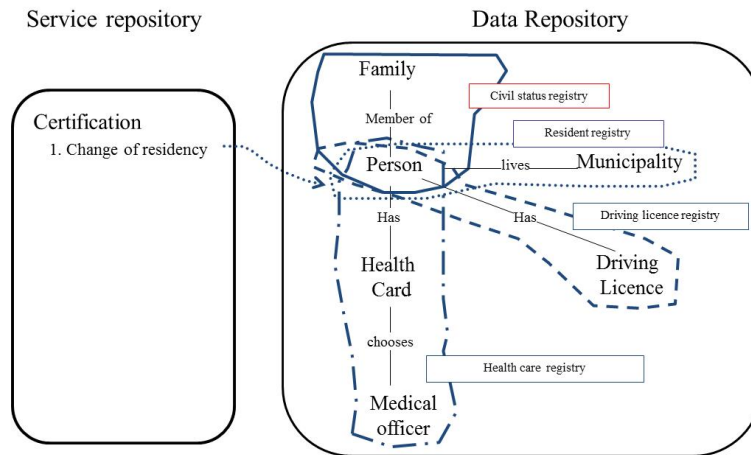 Service repository
Data Repository
Family
Civil status registry
Certification
Member of
1. Change of residency
Resident registry
Person
lives
Municipality
Has
Has
Driving licence registry
Health
Card
Driving
Licence
chooses
Health care registry
Medical
officer